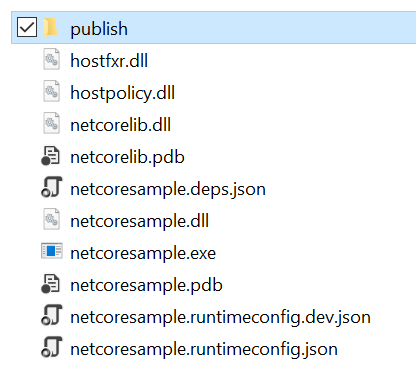 publish
hostfxr.dll
hostpolicy.dll
netcorelib.dll
netcorelib.pdb
netcoresample.deps.json
netcoresample.dll
netcoresample.exe
netcoresample.pdb
netcoresample.runtimeconfig.dev.json
netcoresample.runtimeconfig.json